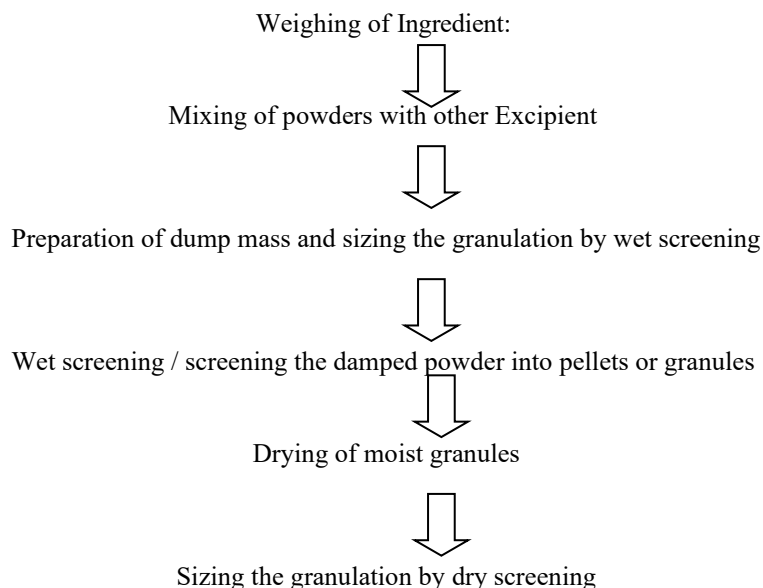 Weighing of Ingredient:
Mixing of powders with other Excipient
Preparation of dump mass and sizing the granulation by wet screening
Wet screening / screening the damped powder into pellets or granules
Drying of moist granules
Sizing the granulation by dry screening